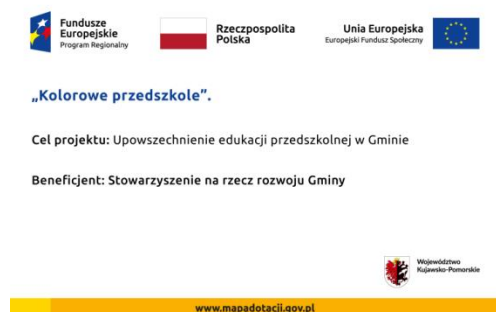 Fundusze
Europejskie
Program Regionalny
Rzeczpospolita
Polska
Unia Europejska
Europejski Fundusz Społeczny
„Kolorowe przedszkole”.
Cel projektu: Upowszechnienie edukacji przedszkolnej w Gminie
Beneficjent: Stowarzyszenie na rzecz rozwoju Gminy
Województwo
Kujawsko-Pomorskie
www.mapadotacji.gov.pl